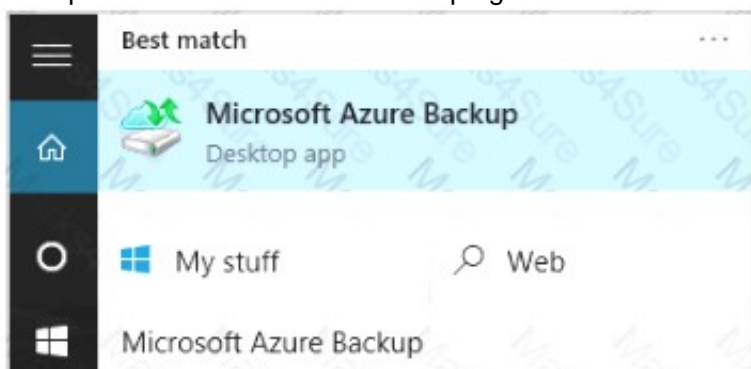 Best match
...
Microsoft Azure Backup
Desktop app
My stuff
Web
Microsoft Azure Backup